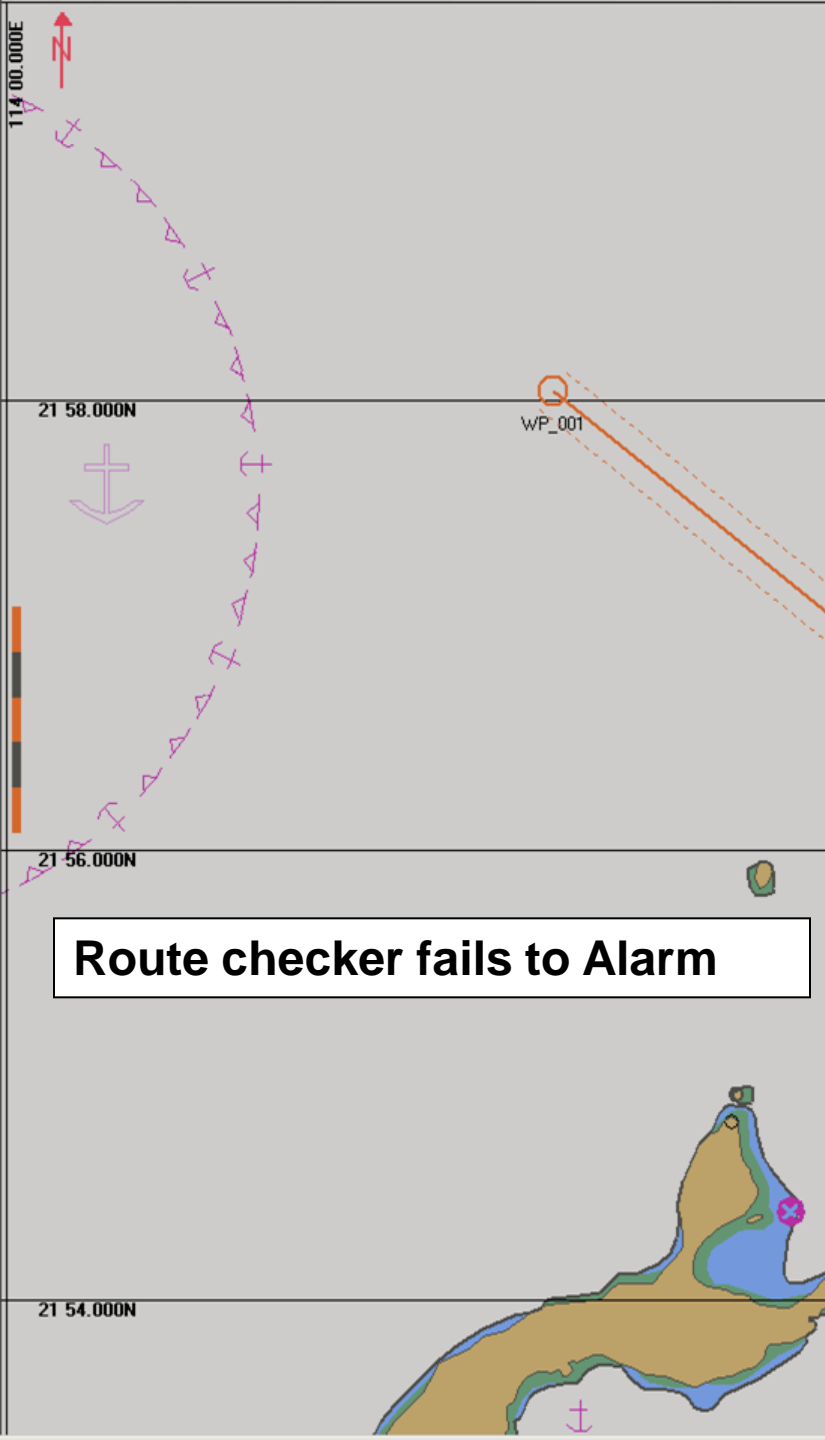 114 00.000E
N
21 58.000N
WP_001
21 56.000N
Route checker fails to Alarm
21 54.000N